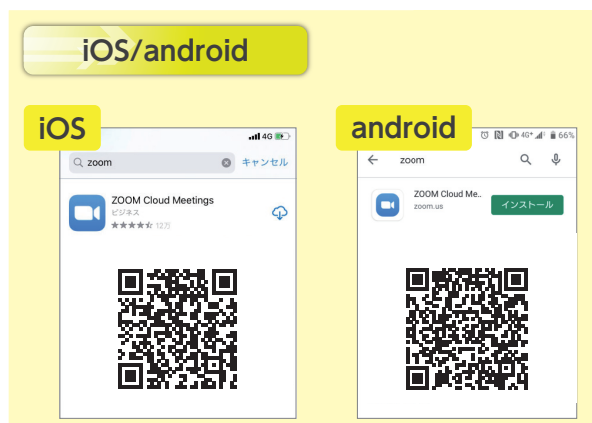 iOS/android
iOS
4G
zoom
キャンセル
ZOOM Cloud Meetings
ビジネス
★★★★☆ 12万
android
4G+ 66%
zoom
ZOOM Cloud Me..
zoom.us
インストール